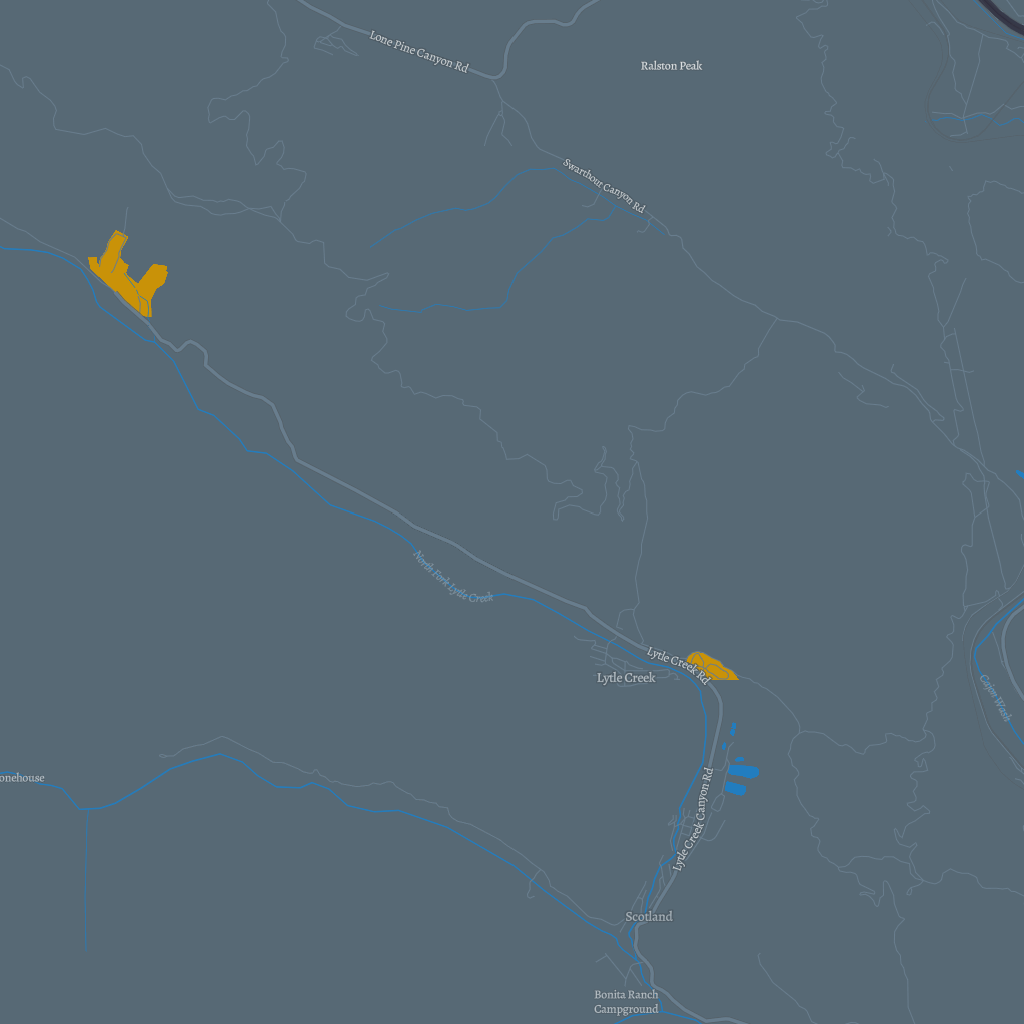 Lone Pine Canyon Rd
Ralston Peak
Swarthour Canyon Rd
North Fork Lytle Creek
Lytle Creek Rd
Lytle Creek
Cajon Wash
onehouse
Lytle Creek Canyon Rd
Scotland
Bonita Ranch
Campground